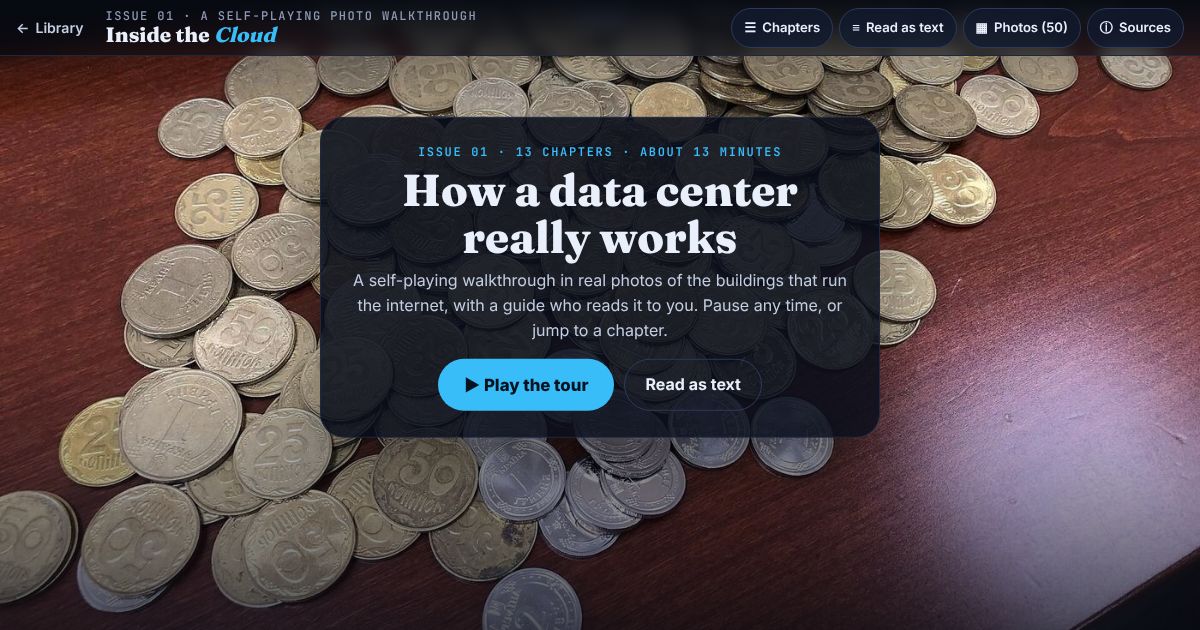 ← Library
ISSUE 01 · A SELF-PLAYING PHOTO WALKTHROUGH
Inside the Cloud
☰ Chapters
≡ Read as text
▦ Photos (50)
ⓘ Sources
ISSUE 01 · 13 CHAPTERS · ABOUT 13 MINUTES
How a data center
really works
A self-playing walkthrough in real photos of the buildings that run
the internet, with a guide who reads it to you. Pause any time, or
jump to a chapter.
▶ Play the tour
Read as text